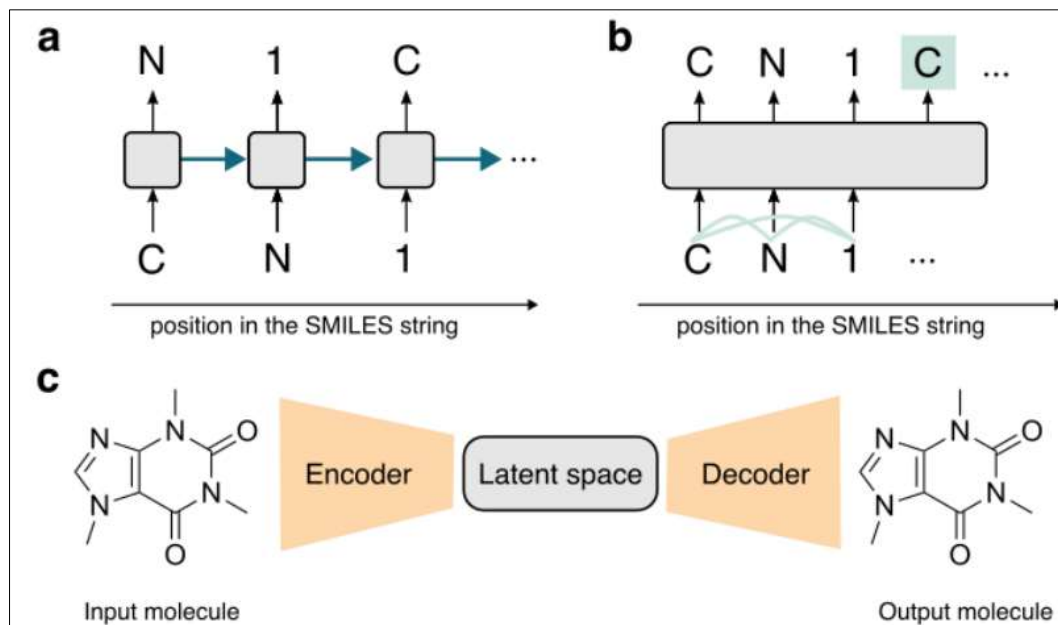 a
N 1 C
...
C N 1
position in the SMILES string
b
C N 1 C ...
C N 1 ...
position in the SMILES string
c
N N O
N N
O
Input molecule
Encoder
Latent space
Decoder
N N O
N N
O
Output molecule